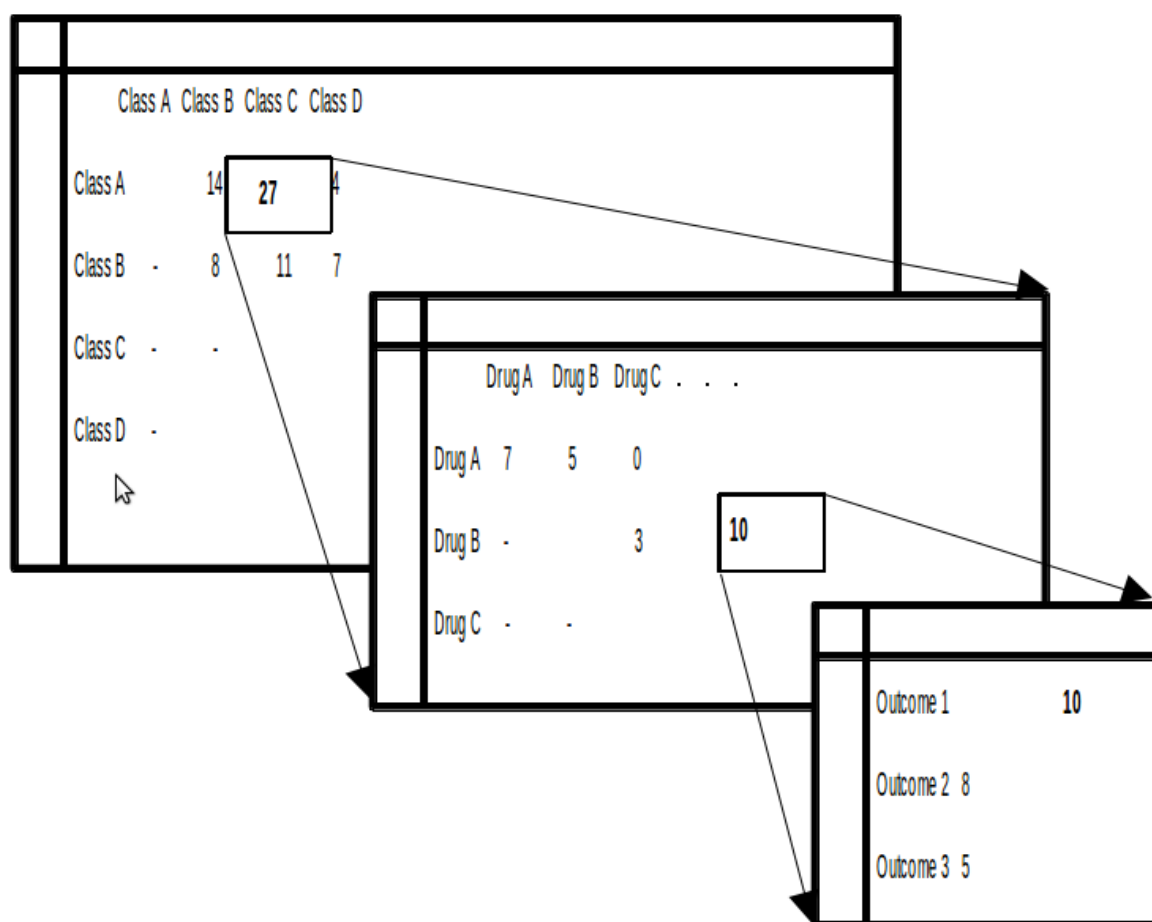 Class A Class B Class C Class D
Class A 14 27 4
Class B - 8 11 7
Class C - -
Class D -
Drug A Drug B Drug C . . .
Drug A 7 5 0
Drug B - 3 10
Drug C - -
Outcome 1 10
Outcome 2 8
Outcome 3 5